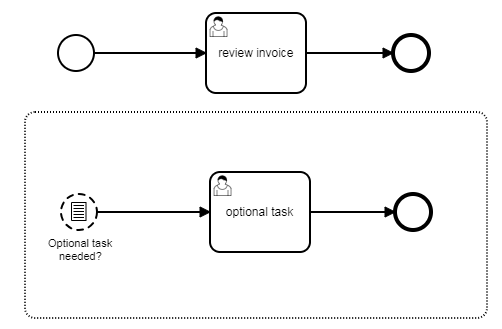 review invoice
optional task
Optional task
needed?